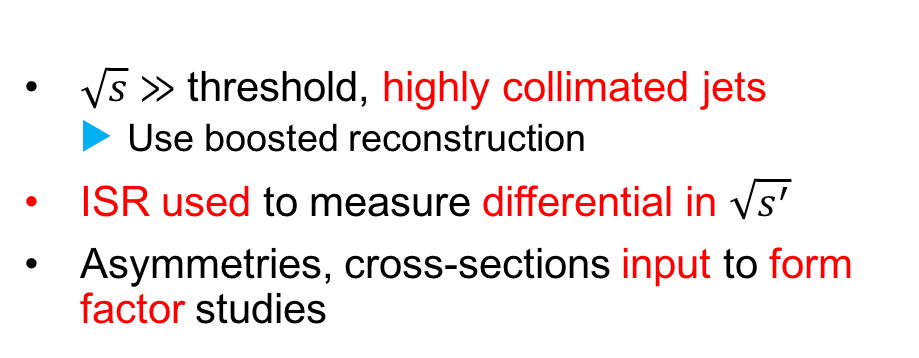 • √s ≫ threshold, highly collimated jets
▶ Use boosted reconstruction
• ISR used to measure differential in √s′
• Asymmetries, cross-sections input to form
factor studies